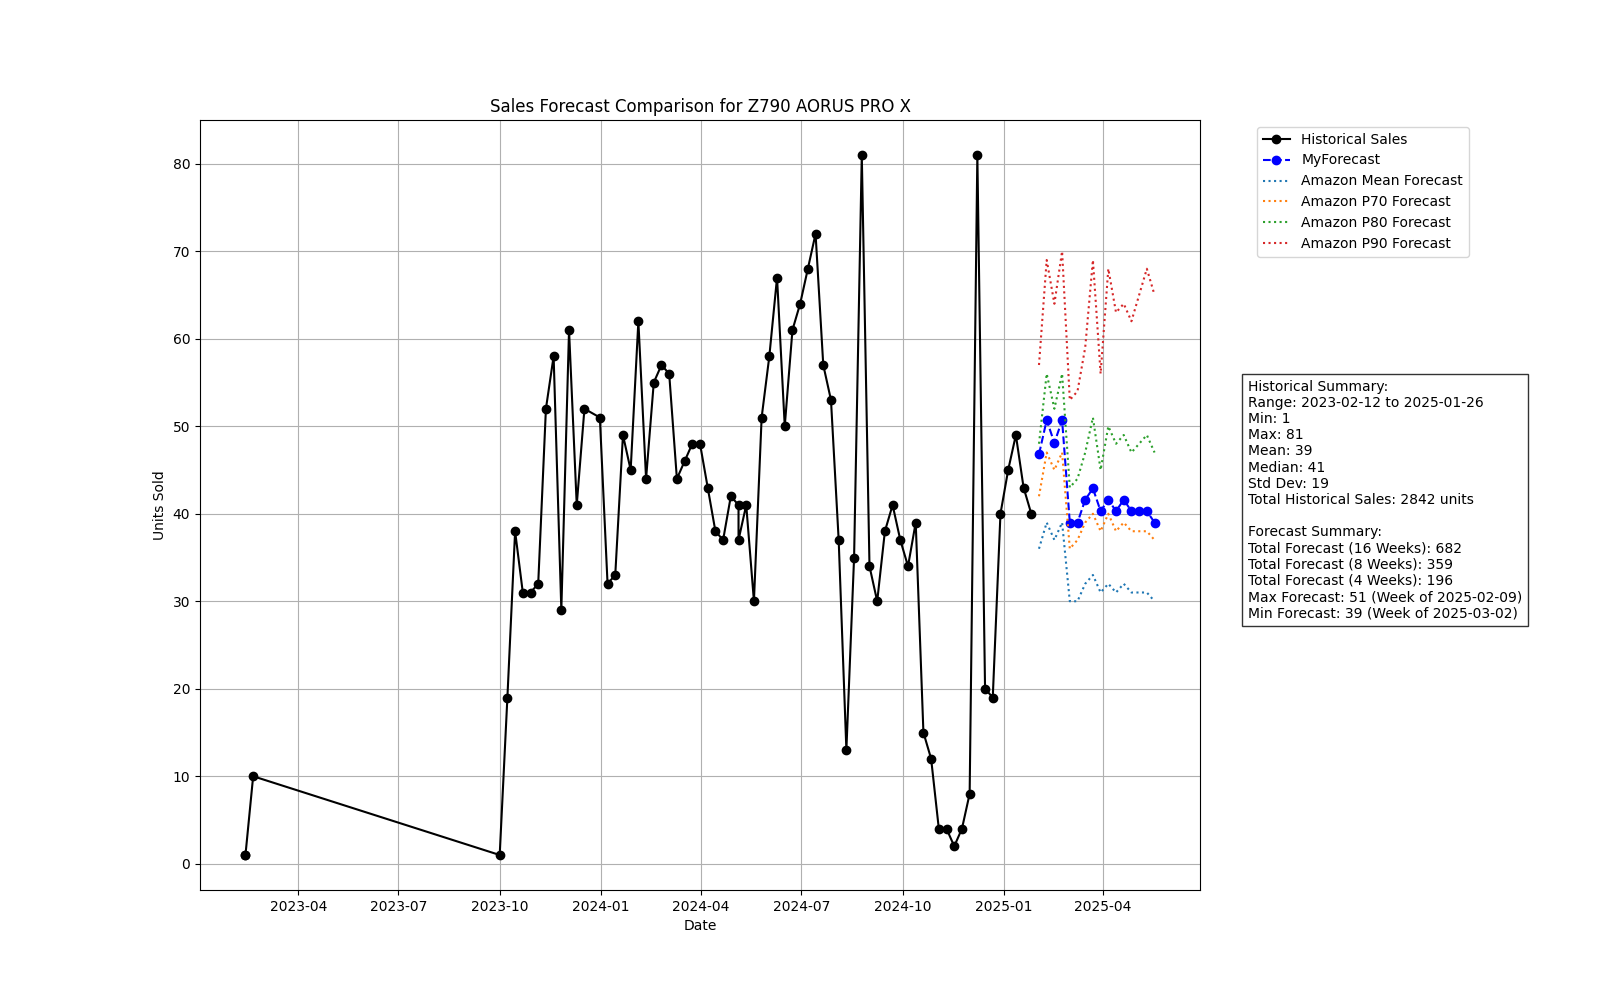 Sales Forecast Comparison for Z790 AORUS PRO X
Units Sold
80
70
60
50
40
30
20
10
0
2023-04
2023-07
2023-10
2024-01
2024-04
2024-07
2024-10
2025-01
2025-04
Date
Historical Sales
MyForecast
Amazon Mean Forecast
Amazon P70 Forecast
Amazon P80 Forecast
Amazon P90 Forecast
Historical Summary:
Range: 2023-02-12 to 2025-01-26
Min: 1
Max: 81
Mean: 39
Median: 41
Std Dev: 19
Total Historical Sales: 2842 units
Forecast Summary:
Total Forecast (16 Weeks): 682
Total Forecast (8 Weeks): 359
Total Forecast (4 Weeks): 196
Max Forecast: 51 (Week of 2025-02-09)
Min Forecast: 39 (Week of 2025-03-02)